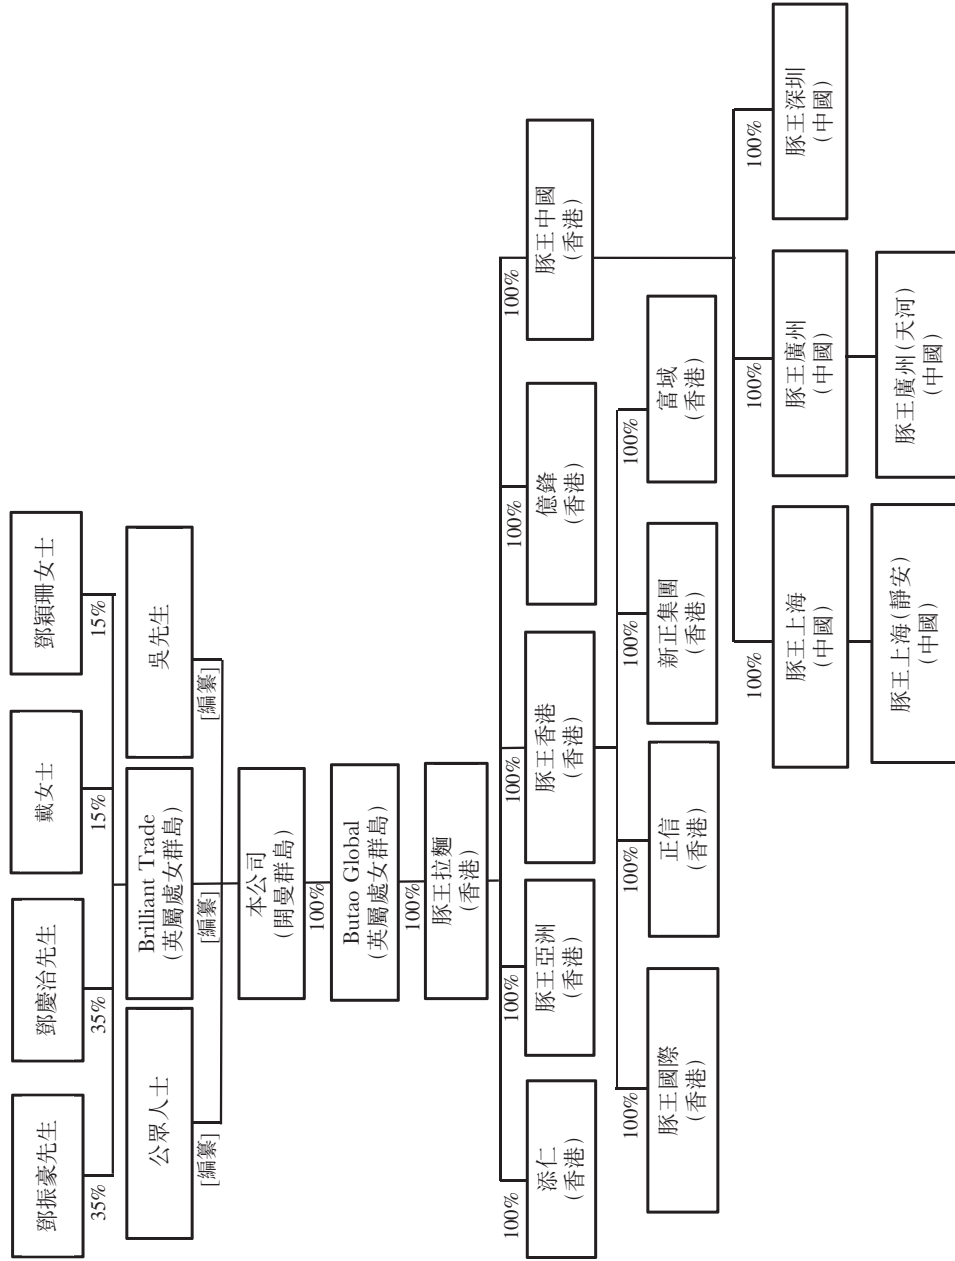 鄧振豪先生
鄧慶治先生
戴女士
鄧穎珊女士
35%
35%
15%
15%
公眾人士
Brilliant Trade
(英屬處女群島)
吳先生
[編纂]
[編纂]
[編纂]
本公司
(開曼群島)
100%
Butao Global
(英屬處女群島)
100%
豚王拉麵
(香港)
100%
100%
100%
100%
100%
添仁
(香港)
豚王亞洲
(香港)
豚王香港
(香港)
億鋒
(香港)
豚王中國
(香港)
100%
100%
100%
100%
豚王國際
(香港)
正信
(香港)
新正集團
(香港)
富域
(香港)
100%
100%
100%
豚王上海
(中國)
豚王廣州
(中國)
豚王深圳
(中國)
豚王上海(靜安)
(中國)
豚王廣州(天河)
(中國)